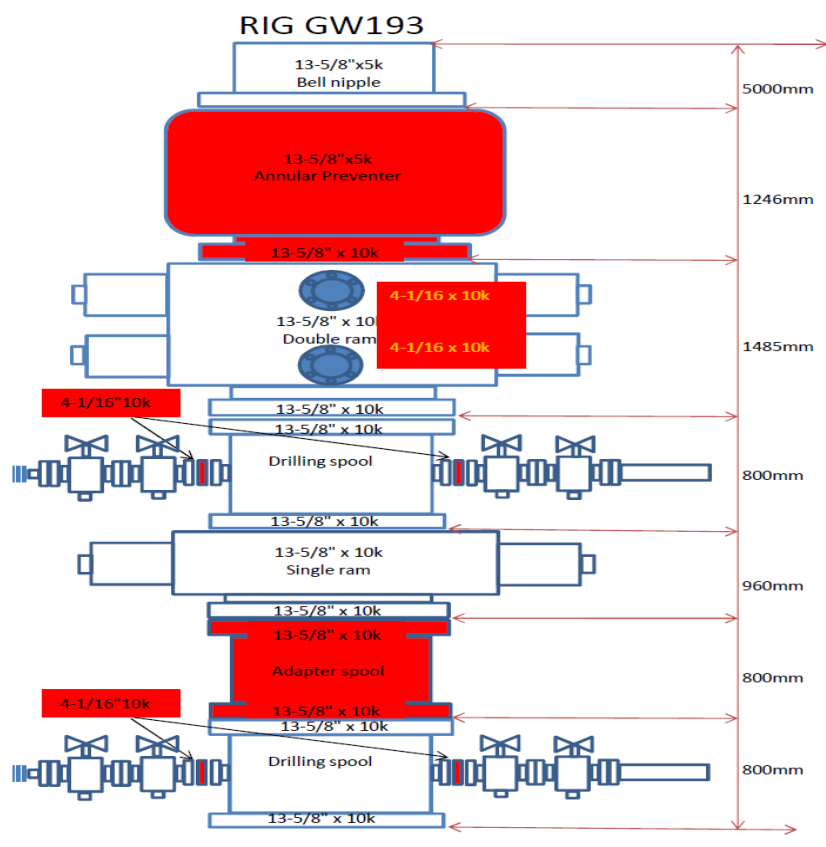 RIG GW193
13-5/8"x5k
Bell nipple
5000mm
13-5/8"x5k
Annular Preventer
1246mm
13-5/8" x 10k
4-1/16 x 10k
13-5/8" x 10k
Double ram
4-1/16 x 10k
1485mm
4-1/16"10k
13-5/8" x 10k
13-5/8" x 10k
Drilling spool
800mm
13-5/8" x 10k
13-5/8" x 10k
Single ram
960mm
13-5/8" x 10k
13-5/8" x 10k
Adapter spool
800mm
4-1/16"10k
13-5/8" x 10k
13-5/8" x 10k
Drilling spool
800mm
13-5/8" x 10k